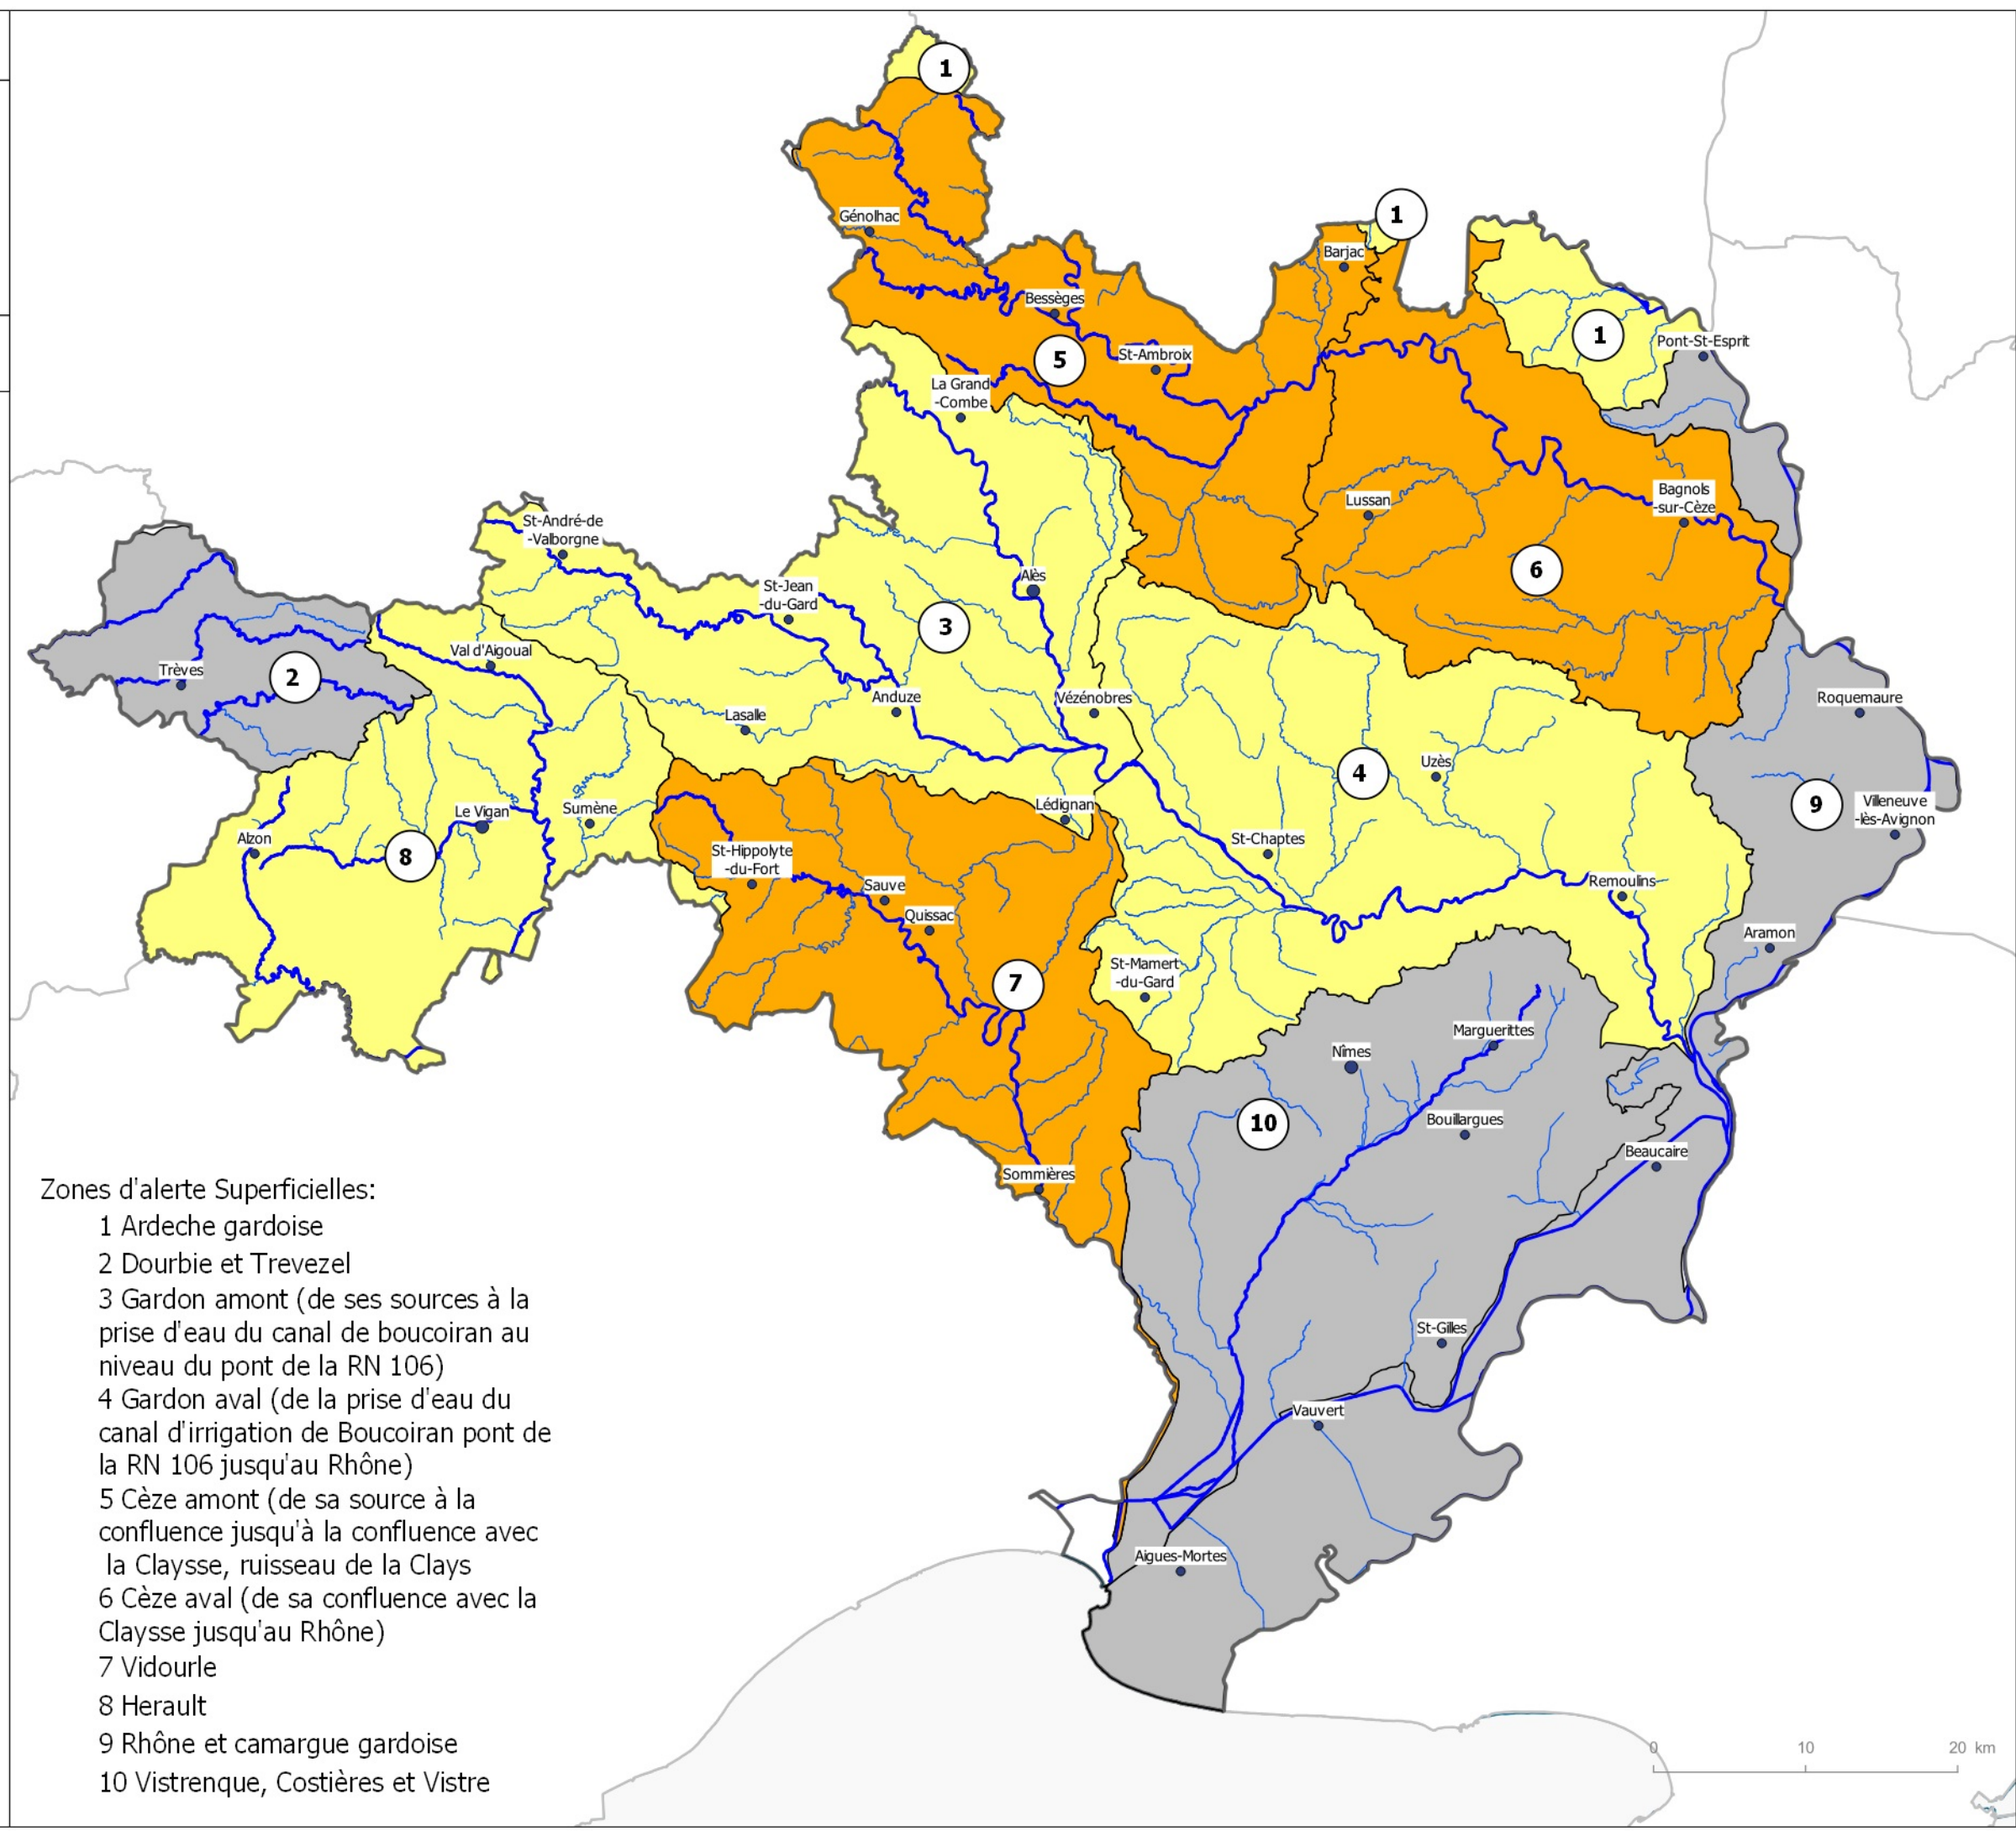 1
1
Génolhac
Barjac
Bessèges
1
Pont-St-Esprit
5
St-Ambroix
La Grand
-Combe
Lussan
Bagnols
-sur-Cèze
St-André-de
-Valborgne
6
Alès
St-Jean
-du-Gard
3
Val d'Aigoual
Trèves
2
Anduze
Vézénobres
Roquemaure
Lasalle
4
Uzès
9
Villeneuve
-lès-Avignon
Lédignan
Le Vigan
Sumène
Alzon
8
St-Chaptes
St-Hippolyte
-du-Fort
Sauve
Remoulins
Quissac
Aramon
St-Mamert
-du-Gard
7
Marguerittes
Nîmes
10
Bouillargues
Beaucaire
Sommières
St-Gilles
Vauvert
Aigues-Mortes
Zones d'alerte Superficielles:
1 Ardeche gardoise
2 Dourbie et Trevezel
3 Gardon amont (de ses sources à la
prise d'eau du canal de boucoiran au
niveau du pont de la RN 106)
4 Gardon aval (de la prise d'eau du
canal d'irrigation de Boucoiran pont de
la RN 106 jusqu'au Rhône)
5 Cèze amont (de sa source à la
confluence jusqu'à la confluence avec
la Claysse, ruisseau de la Clays
6 Cèze aval (de sa confluence avec la
Claysse jusqu'au Rhône)
7 Vidourle
8 Herault
9 Rhône et camargue gardoise
10 Vistrenque, Costières et Vistre
0 10 20 km